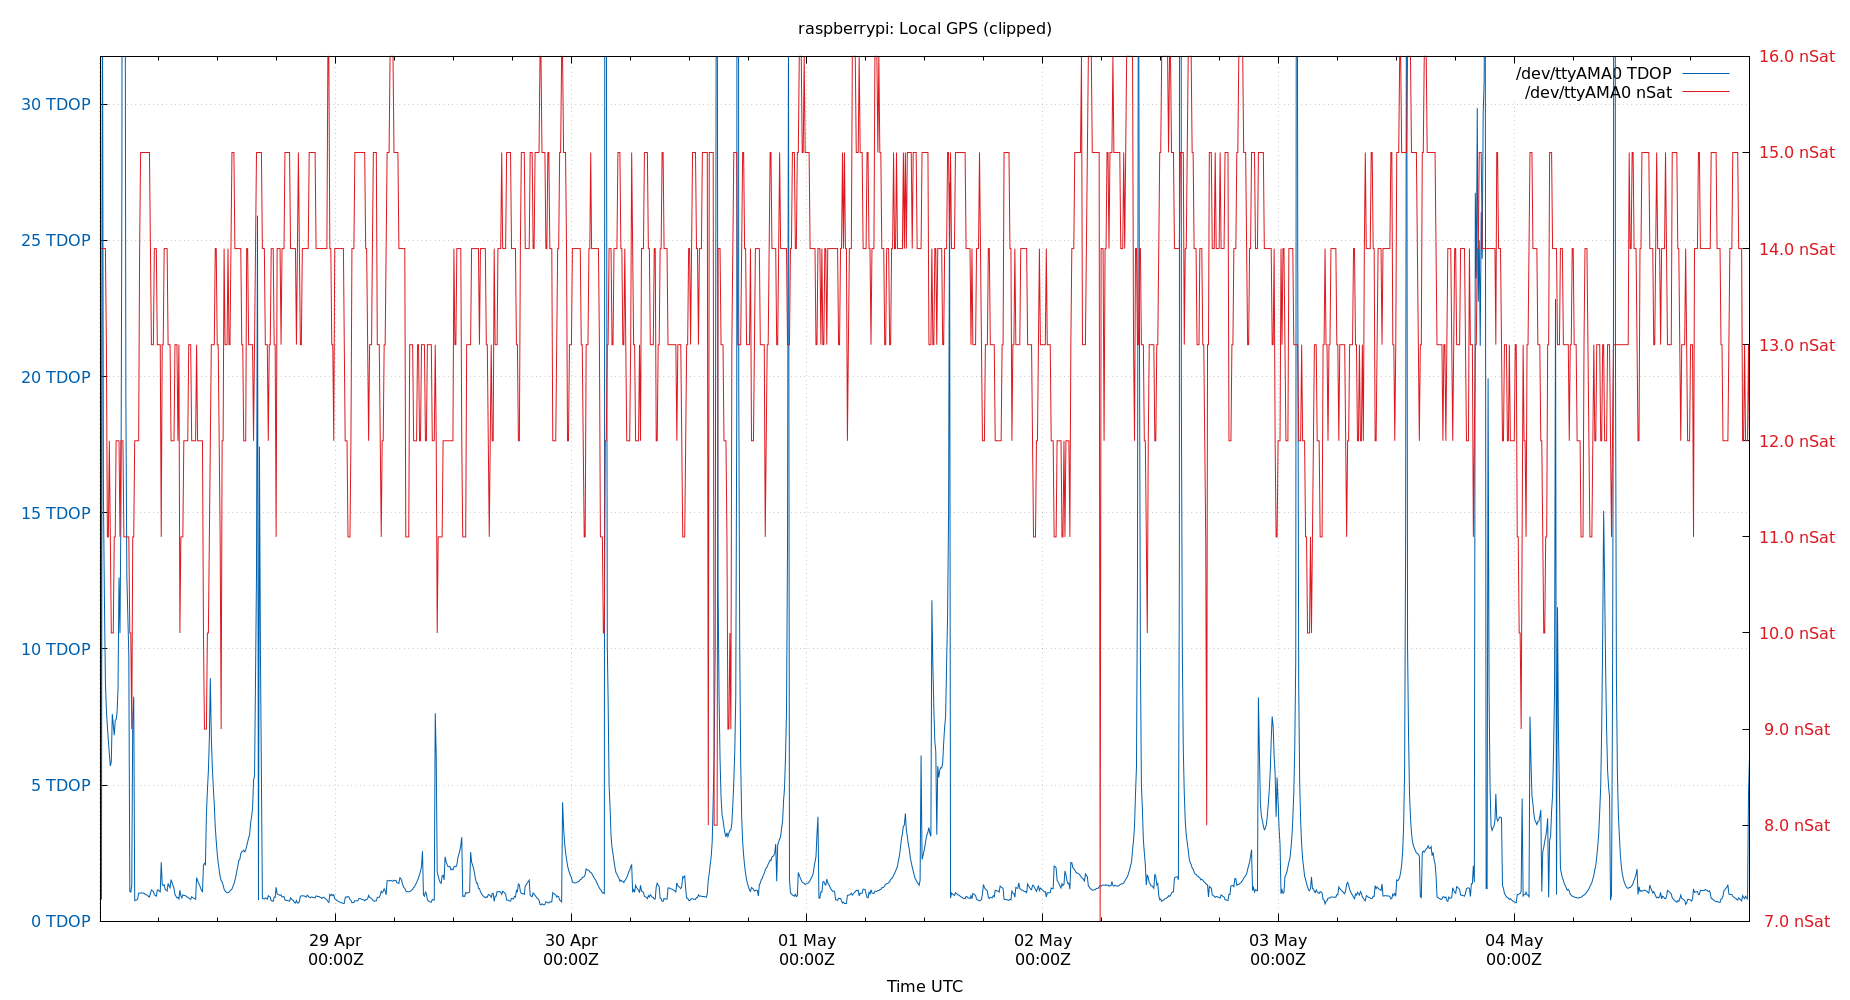 raspberrypi: Local GPS (clipped)
/dev/ttyAMA0 TDOP
/dev/ttyAMA0 nSat
30 TDOP
25 TDOP
20 TDOP
15 TDOP
10 TDOP
5 TDOP
0 TDOP
16.0 nSat
15.0 nSat
14.0 nSat
13.0 nSat
12.0 nSat
11.0 nSat
10.0 nSat
9.0 nSat
8.0 nSat
7.0 nSat
29 Apr
00:00Z
30 Apr
00:00Z
01 May
00:00Z
02 May
00:00Z
03 May
00:00Z
04 May
00:00Z
Time UTC